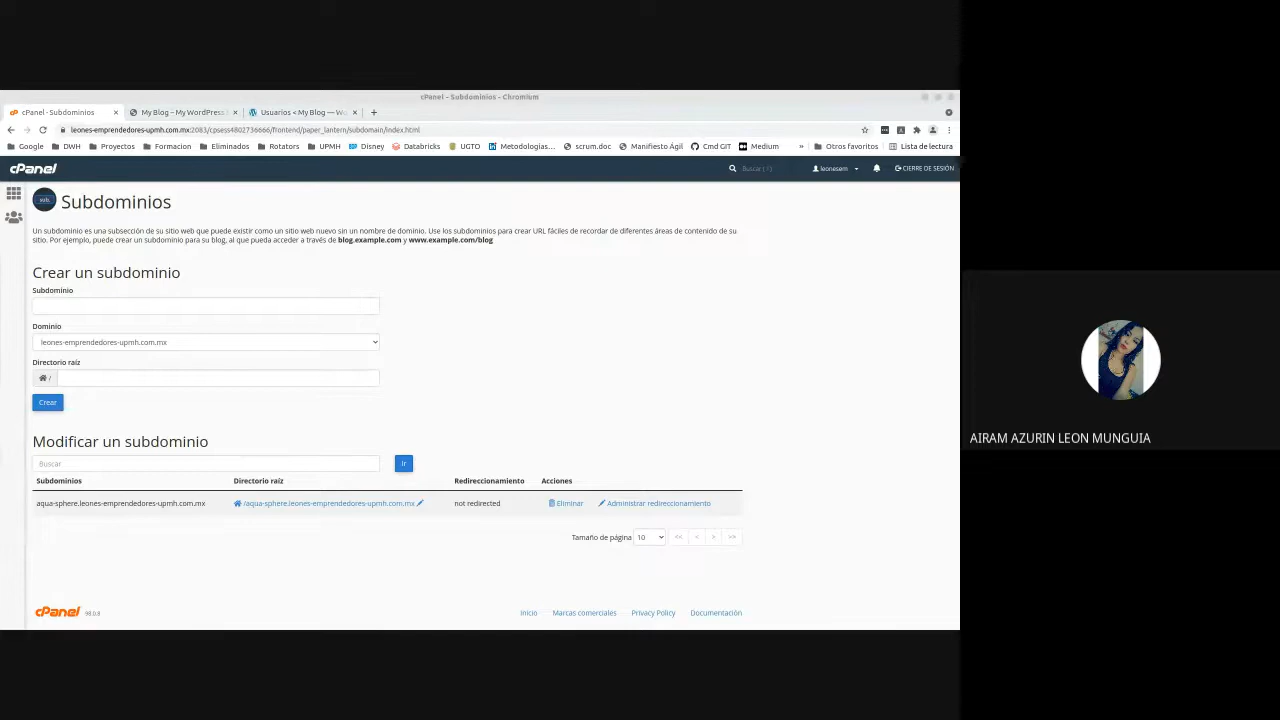 cPanel - Subdominios - Chromium
cPanel - Subdominios
My Blog – My WordPress
Usuarios < My Blog — Wo
leones-emprendedores-upmh.com.mx:2083/cpsess4802736666/frontend/paper_lantern/subdomain/index.html
Google DWH Proyectos Formacion Eliminados Rotators UPMH Disney Databricks UGTO Metodologías... scrum.doc Manifiesto Ágil Cmd GIT Medium » Otros favoritos Lista de lectura
cPanel Buscar ( / ) leonesem CIERRE DE SESIÓN
sub. Subdominios
Un subdominio es una subsección de su sitio web que puede existir como un sitio web nuevo sin un nombre de dominio. Use los subdominios para crear URL fáciles de recordar de diferentes áreas de contenido de su
sitio. Por ejemplo, puede crear un subdominio para su blog, al que pueda acceder a través de blog.example.com y www.example.com/blog
Crear un subdominio
Subdominio
Dominio
leones-emprendedores-upmh.com.mx
Directorio raíz
/
Crear
Modificar un subdominio
Buscar Ir
Subdominios Directorio raíz Redireccionamiento Acciones
aqua-sphere.leones-emprendedores-upmh.com.mx /aqua-sphere.leones-emprendedores-upmh.com.mx not redirected Eliminar Administrar redireccionamiento
Tamaño de página 10 << < > >>
cPanel 98.0.8 Inicio Marcas comerciales Privacy Policy Documentación
AIRAM AZURIN LEON MUNGUIA